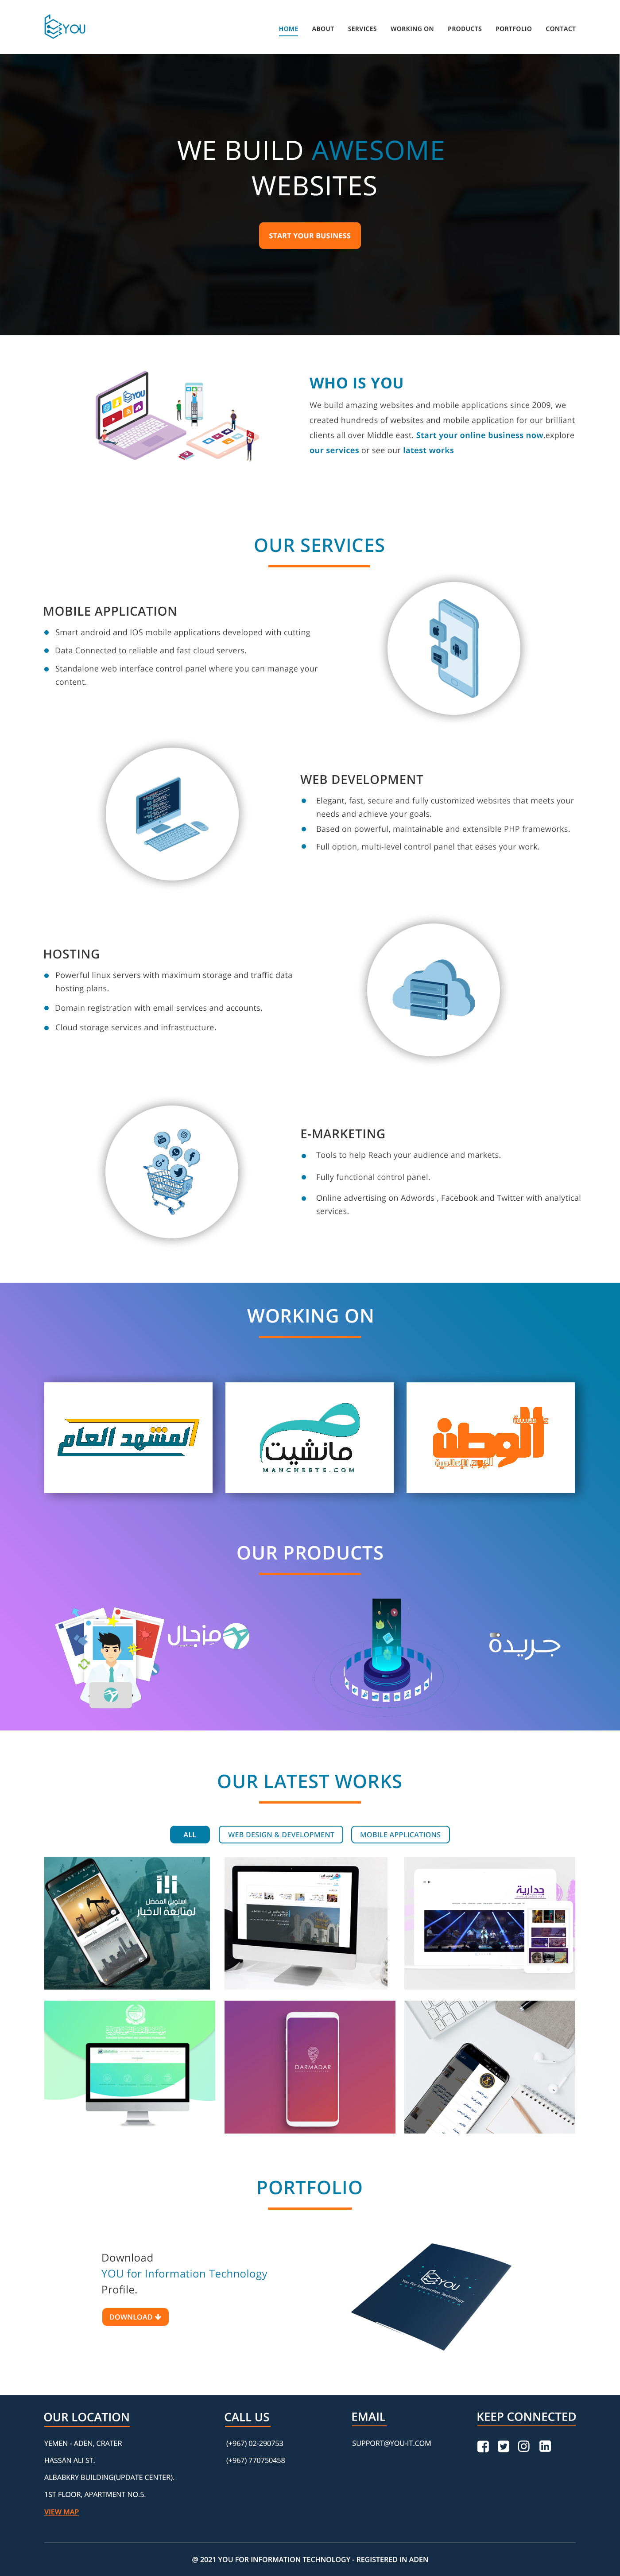 YOU
HOME ABOUT SERVICES WORKING ON PRODUCTS PORTFOLIO CONTACT
WE BUILD AWESOME
WEBSITES
START YOUR BUSINESS
YOU
WHO IS YOU
We build amazing websites and mobile applications since 2009, we
created hundreds of websites and mobile application for our brilliant
clients all over Middle east. Start your online business now,explore
our services or see our latest works
OUR SERVICES
MOBILE APPLICATION
Smart android and IOS mobile applications developed with cutting
Data Connected to reliable and fast cloud servers.
Standalone web interface control panel where you can manage your
content.
WEB DEVELOPMENT
Elegant, fast, secure and fully customized websites that meets your
needs and achieve your goals.
Based on powerful, maintainable and extensible PHP frameworks.
Full option, multi-level control panel that eases your work.
HOSTING
Powerful linux servers with maximum storage and traffic data
hosting plans.
Domain registration with email services and accounts.
Cloud storage services and infrastructure.
E-MARKETING
Tools to help Reach your audience and markets.
Fully functional control panel.
Online advertising on Adwords , Facebook and Twitter with analytical
services.
WORKING ON
المشهد العام
مانشيت
MANCHEETE.COM
الوطن
OUR PRODUCTS
مزجال
جريدة
OUR LATEST WORKS
ALL WEB DESIGN & DEVELOPMENT MOBILE APPLICATIONS
اسلوبك المفضل
لمتابعة الاخبار
جدارية
DARMADAR
PORTFOLIO
Download
YOU for Information Technology
Profile.
DOWNLOAD
YOU
You For Information Technology
OUR LOCATION
YEMEN - ADEN, CRATER
HASSAN ALI ST.
ALBABKRY BUILDING(UPDATE CENTER).
1ST FLOOR, APARTMENT NO.5.
VIEW MAP
CALL US
(+967) 02-290753
(+967) 770750458
EMAIL
SUPPORT@YOU-IT.COM
KEEP CONNECTED
@ 2021 YOU FOR INFORMATION TECHNOLOGY - REGISTERED IN ADEN